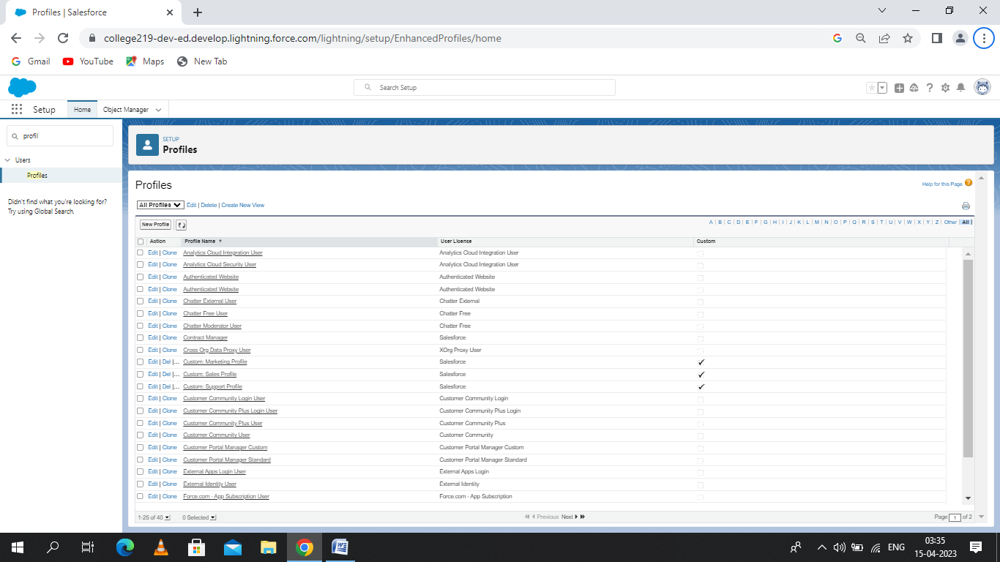 Profiles | Salesforce
college219-dev-ed.develop.lightning.force.com/lightning/setup/EnhancedProfiles/home
Gmail YouTube Maps New Tab
Search Setup
Setup Home Object Manager
profil
Users
Profiles
Didn't find what you're looking for?
Try using Global Search.
SETUP
Profiles
Profiles
Help for this Page
All Profiles Edit | Delete | Create New View
New Profile
A | B | C | D | E | F | G | H | I | J | K | L | M | N | O | P | Q | R | S | T | U | V | W | X | Y | Z | Other All
Action Profile Name User License Custom
Edit | Clone Analytics Cloud Integration User Analytics Cloud Integration User
Edit | Clone Analytics Cloud Security User Analytics Cloud Integration User
Edit | Clone Authenticated Website Authenticated Website
Edit | Clone Authenticated Website Authenticated Website
Edit | Clone Chatter External User Chatter External
Edit | Clone Chatter Free User Chatter Free
Edit | Clone Chatter Moderator User Chatter Free
Edit | Clone Contract Manager Salesforce
Edit | Clone Cross Org Data Proxy User XOrg Proxy User
Edit | Del |... Custom: Marketing Profile Salesforce
Edit | Del |... Custom: Sales Profile Salesforce
Edit | Del |... Custom: Support Profile Salesforce
Edit | Clone Customer Community Login User Customer Community Login
Edit | Clone Customer Community Plus Login User Customer Community Plus Login
Edit | Clone Customer Community Plus User Customer Community Plus
Edit | Clone Customer Community User Customer Community
Edit | Clone Customer Portal Manager Custom Customer Portal Manager Custom
Edit | Clone Customer Portal Manager Standard Customer Portal Manager Standard
Edit | Clone External Apps Login User External Apps Login
Edit | Clone External Identity User External Identity
Edit | Clone Force.com - App Subscription User Force.com - App Subscription
1-25 of 40 0 Selected Previous Next Page 1 of 2
ENG 03:35
15-04-2023